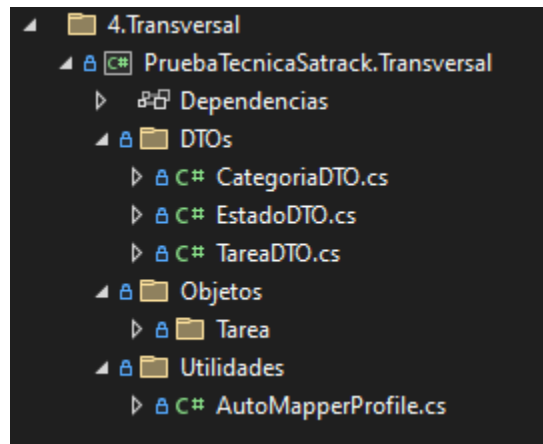 4.Transversal
C# PruebaTecnicaSatrack.Transversal
Dependencias
DTOs
C# CategoriaDTO.cs
C# EstadoDTO.cs
C# TareaDTO.cs
Objetos
Tarea
Utilidades
C# AutoMapperProfile.cs